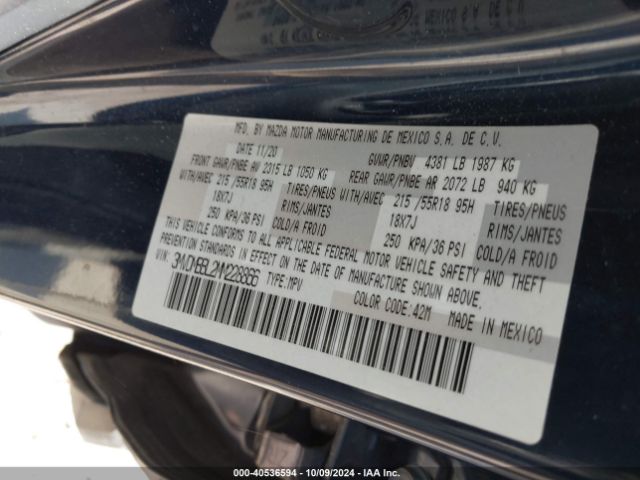 MFD. BY MAZDA MOTOR MANUFACTURING DE MEXICO S.A. DE C.V.
DATE 11/20 GVWR/PNBV 4381 LB 1987 KG
FRONT GAWR/PNBE AV 2315 LB 1050 KG REAR GAWR/PNBE AR 2072 LB 940 KG
WITH/AVEC 215 /55R18 95H TIRES/PNEUS WITH/AVEC 215 /55R18 95H TIRES/PNEUS
18X7J RIMS/JANTES 18X7J RIMS/JANTES
250 KPA/36 PSI COLD/A FROID 250 KPA/36 PSI COLD/A FROID
THIS VEHICLE CONFORMS TO ALL APPLICABLE FEDERAL MOTOR VEHICLE SAFETY AND THEFT
PREVENTION STANDARDS IN EFFECT ON THE DATE OF MANUFACTURE SHOWN ABOVE.
VIN: TYPE: MPV
COLOR CODE: 42M MADE IN MEXICO
000-40536594 | 10/09/2024 | IAA Inc.